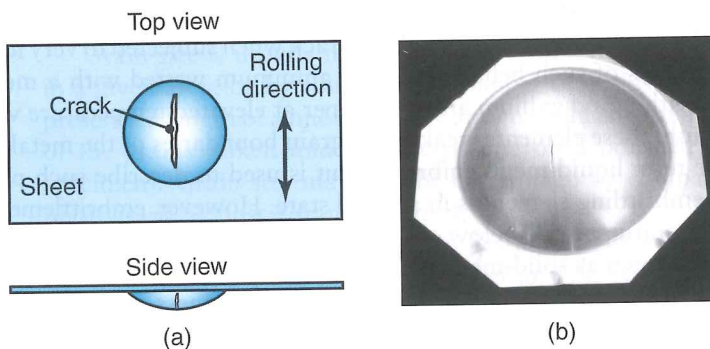 Top view
Rolling
direction
Crack
Sheet
Side view
(a)
(b)